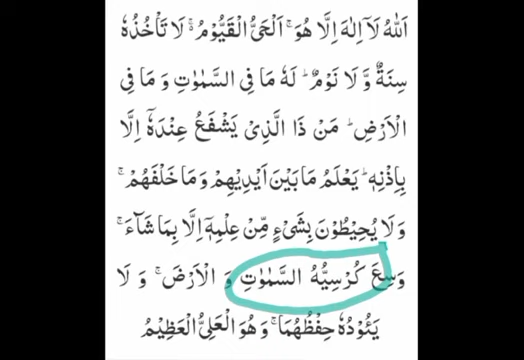 اَللّٰهُ لَاۤ اِلٰهَ اِلَّا هُوَ ۚ اَلْحَیُّ الْقَیُّوْمُ ۚ۬ لَا تَاْخُذُهٗ
سِنَةٌ وَّ لَا نَوْمٌ ؕ لَهٗ مَا فِی السَّمٰوٰتِ وَ مَا فِی
الْاَرْضِ ؕ مَنْ ذَا الَّذِیْ یَشْفَعُ عِنْدَهٗۤ اِلَّا
بِاِذْنِهٖ ؕ یَعْلَمُ مَا بَیْنَ اَیْدِیْهِمْ وَ مَا خَلْفَهُمْ ۚ
وَ لَا یُحِیْطُوْنَ بِشَیْءٍ مِّنْ عِلْمِهٖۤ اِلَّا بِمَا شَآءَ ۚ
وَسِعَ كُرْسِیُّهُ السَّمٰوٰتِ وَ الْاَرْضَ ۚ وَ لَا
یَـُٔوْدُهٗ حِفْظُهُمَا ۚ وَ هُوَ الْعَلِیُّ الْعَظِیْمُ